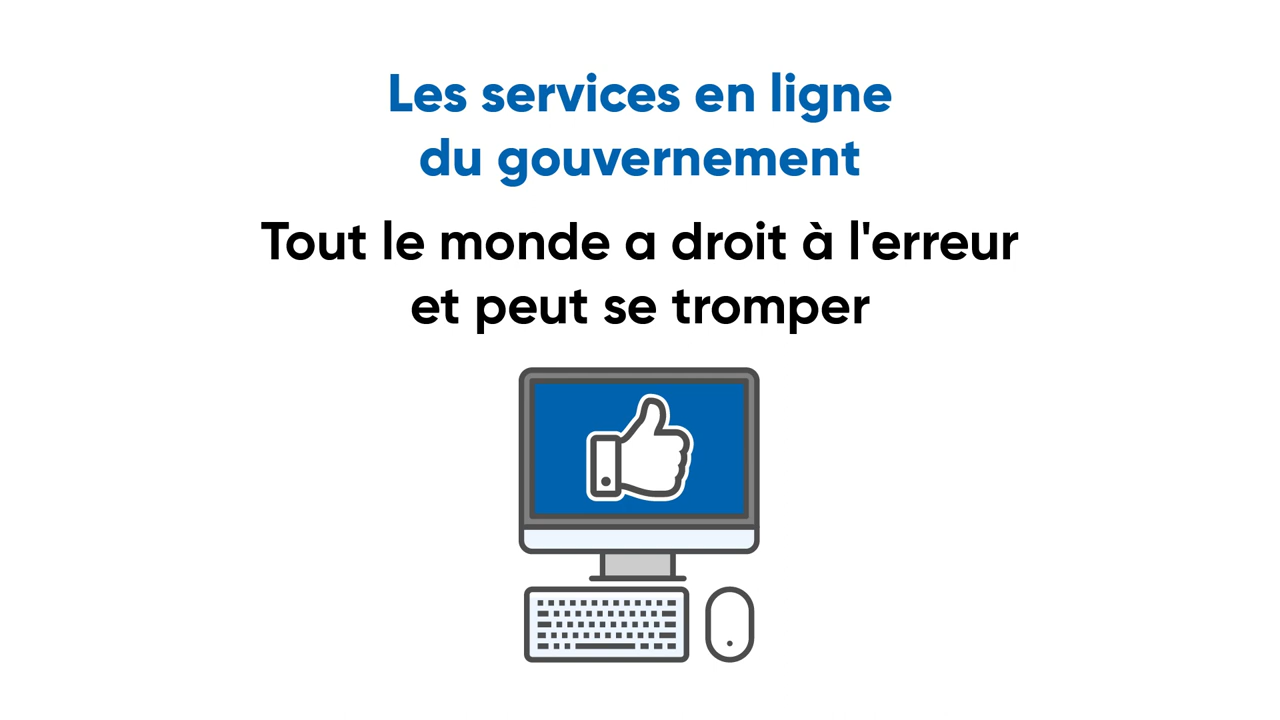 Les services en ligne
du gouvernement
Tout le monde a droit à l'erreur
et peut se tromper